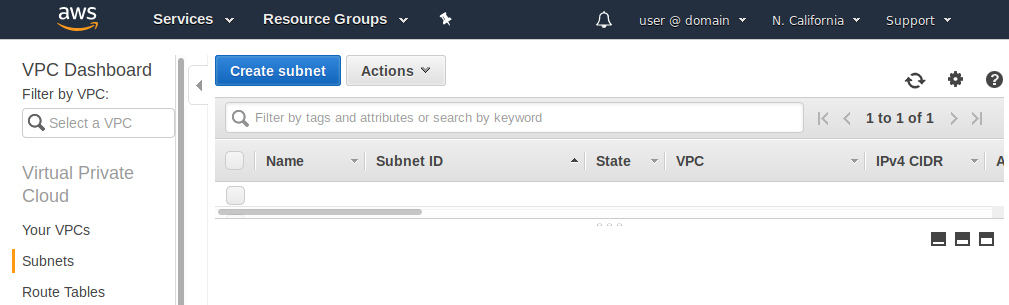 aws Services Resource Groups user @ domain N. California Support
VPC Dashboard
Filter by VPC:
Select a VPC
Virtual Private
Cloud
Your VPCs
Subnets
Route Tables
Create subnet Actions
Filter by tags and attributes or search by keyword 1 to 1 of 1
Name Subnet ID State VPC IPv4 CIDR